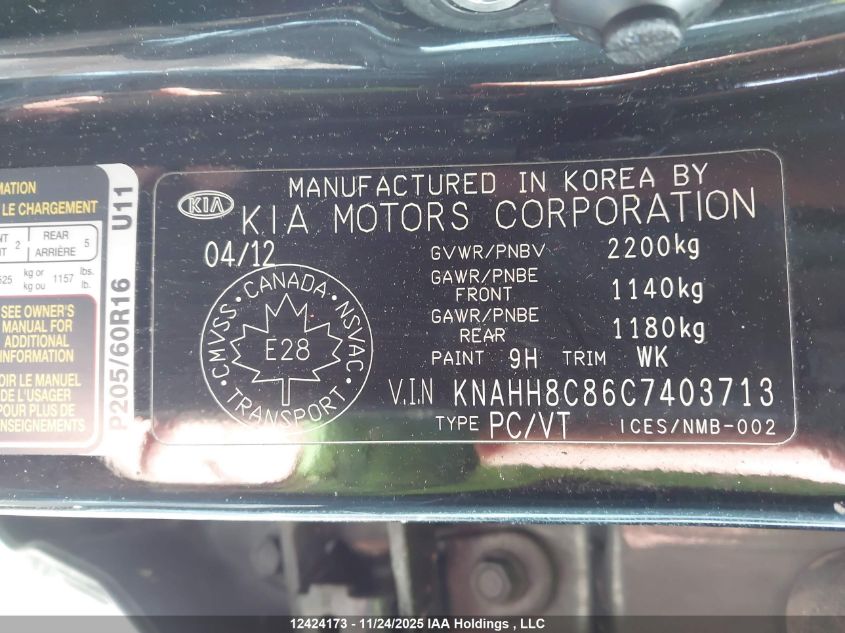 MATION
LE CHARGEMENT
2
REAR
ARRIÈRE
5
kg or
kg ou
1157
lbs.
lb.
SEE OWNER'S
MANUAL FOR
ADDITIONAL
INFORMATION
LE MANUEL
DE L'USAGER
POUR PLUS DE
P205/60R16 U11
MANUFACTURED IN KOREA BY
KIA
KIA MOTORS CORPORATION
04/12
GVWR/PNBV 2200kg
GAWR/PNBE
FRONT 1140kg
GAWR/PNBE
REAR 1180kg
PAINT 9H TRIM WK
V.I.N KNAHH8C86C7403713
TYPE PC/VT ICES/NMB-002
CMVSS • CANADA • NSVAC
E28
• TRANSPORT •
12424173 - 11/24/2025 IAA Holdings , LLC